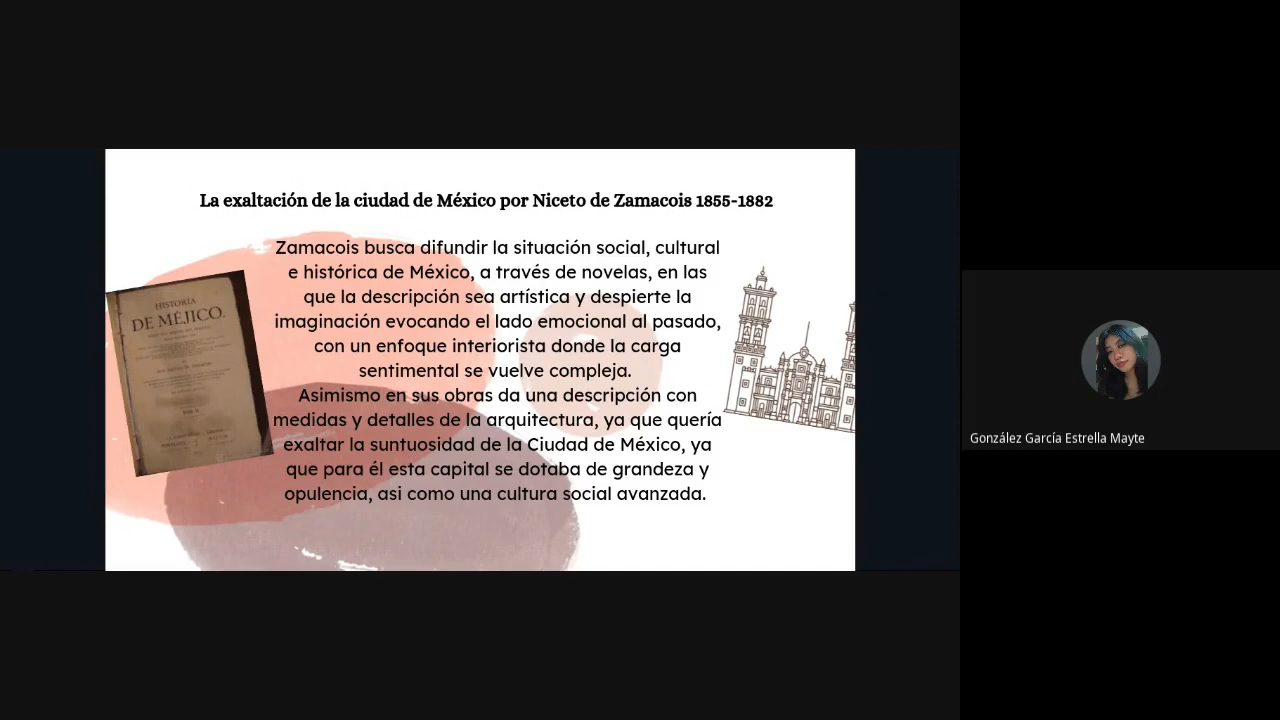 La exaltación de la ciudad de México por Niceto de Zamacois 1855-1882
Zamacois busca difundir la situación social, cultural
e histórica de México, a través de novelas, en las
que la descripción sea artística y despierte la
imaginación evocando el lado emocional al pasado,
con un enfoque interiorista donde la carga
sentimental se vuelve compleja.
Asimismo en sus obras da una descripción con
medidas y detalles de la arquitectura, ya que quería
exaltar la suntuosidad de la Ciudad de México, ya
que para él esta capital se dotaba de grandeza y
opulencia, asi como una cultura social avanzada.
HISTORIA
DE MÉJICO.
González García Estrella Mayte